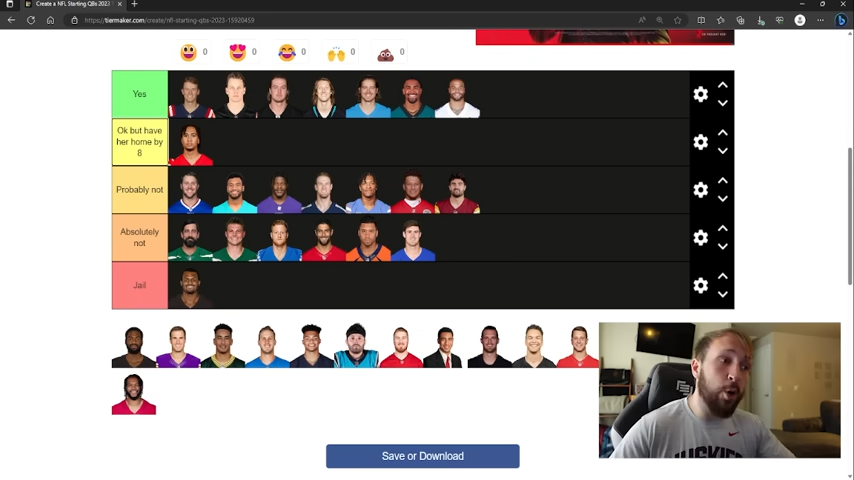 Create a NFL Starting QBs 2023
https://tiermaker.com/create/nfl-starting-qbs-2023-15920459
0
0
0
0
0
Yes
Ok but have
her home by
8
Probably not
Absolutely
not
Jail
Save or Download
HUSKIES